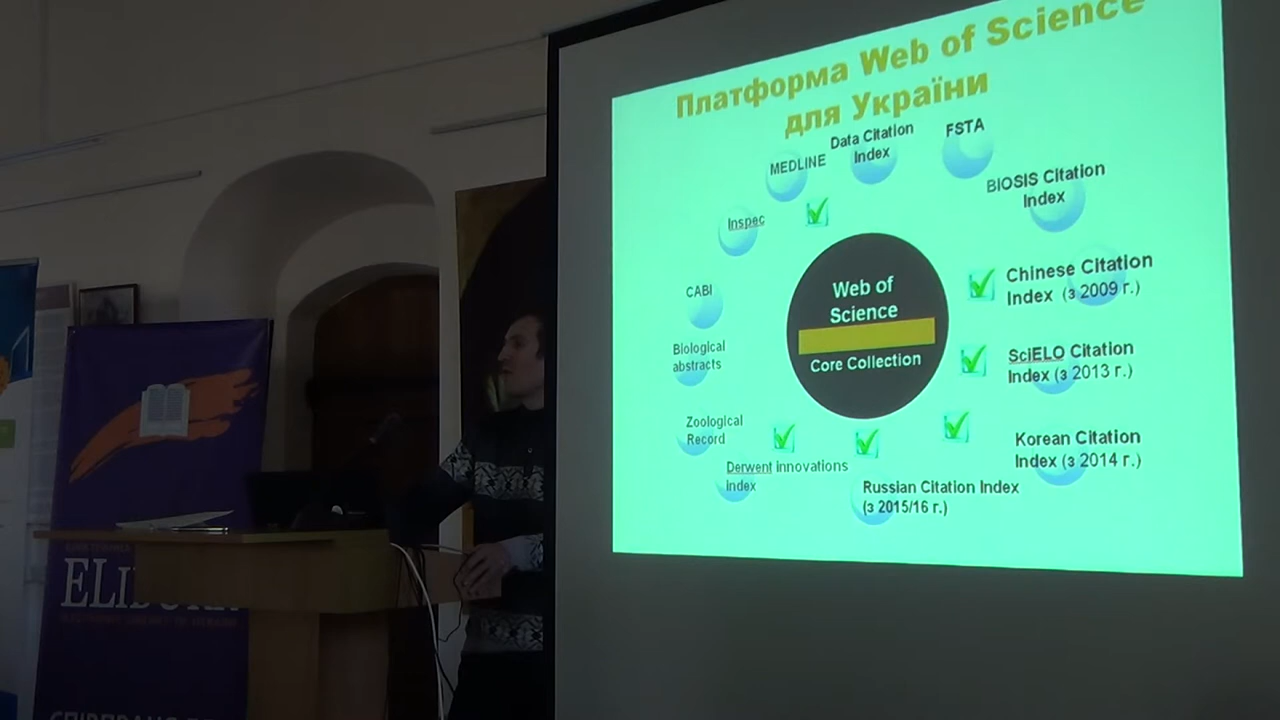 Платформа Web of Science
для України
MEDLINE
Data Citation
Index
FSTA
BIOSIS Citation
Index
Inspec
CABI
Biological
abstracts
Zoological
Record
Derwent innovations
Index
Web of
Science
Core Collection
Chinese Citation
Index (з 2009 г.)
SciELO Citation
Index (з 2013 г.)
Korean Citation
Index (з 2014 г.)
Russian Citation Index
(з 2015/16 г.)